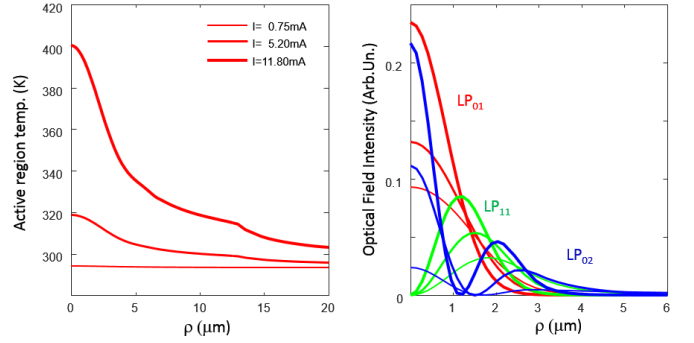 420
400
380
360
340
320
300
0
5
10
15
20
Active region temp. (K)
ρ (μm)
I= 0.75mA
I= 5.20mA
I=11.80mA
0.2
0.1
0
0
1
2
3
4
5
6
Optical Field Intensity (Arb.Un.)
ρ (μm)
LP01
LP11
LP02